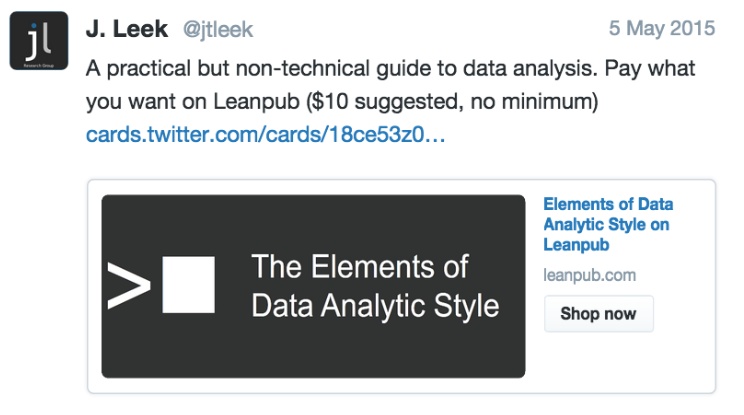 jl
Research Group
J. Leek @jtleek 5 May 2015
A practical but non-technical guide to data analysis. Pay what
you want on Leanpub ($10 suggested, no minimum)
cards.twitter.com/cards/18ce53z0…
>
The Elements of
Data Analytic Style
Elements of Data
Analytic Style on
Leanpub
leanpub.com
Shop now